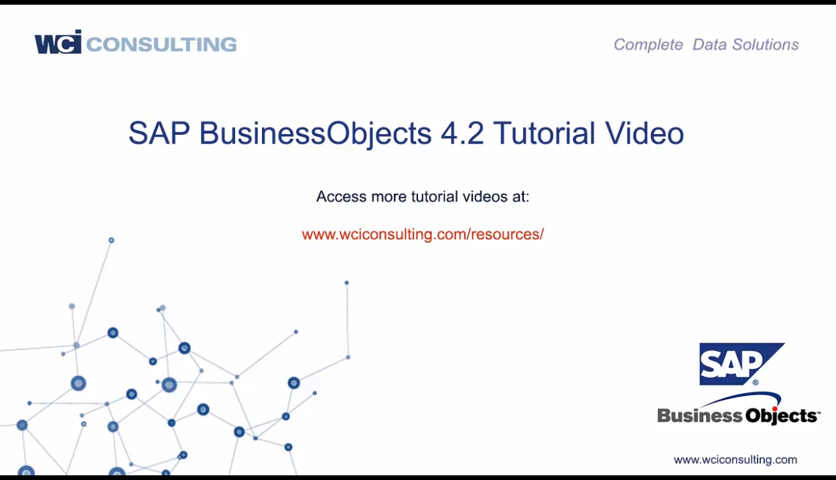 wci CONSULTING
Complete Data Solutions
SAP BusinessObjects 4.2 Tutorial Video
Access more tutorial videos at:
www.wciconsulting.com/resources/
SAP®
Business Objects™
www.wciconsulting.com